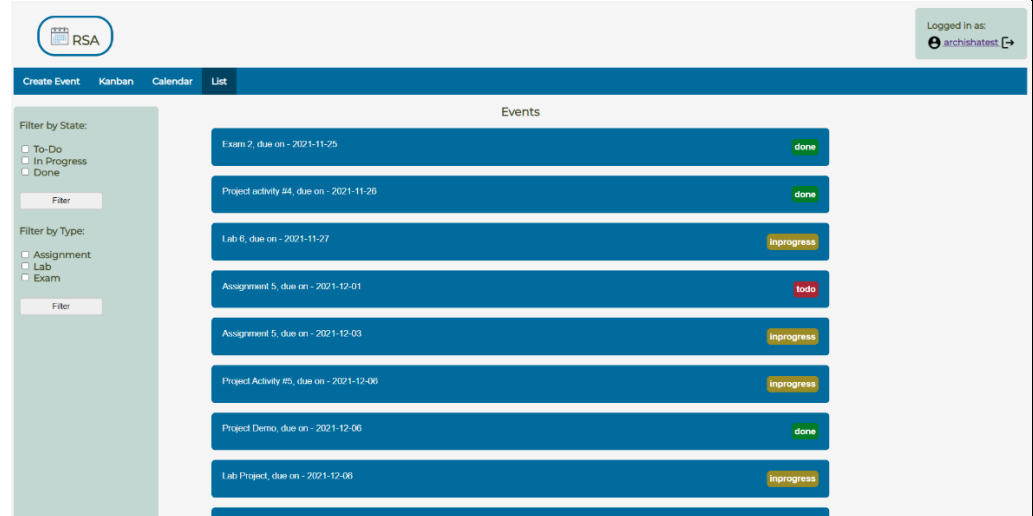 RSA
Logged in as:
archishatest
Create Event Kanban Calendar List
Filter by State:
To-Do
In Progress
Done
Filter
Filter by Type:
Assignment
Lab
Exam
Filter
Events
Exam 2, due on - 2021-11-25 done
Project activity #4, due on - 2021-11-26 done
Lab 6, due on - 2021-11-27 inprogress
Assignment 5, due on - 2021-12-01 todo
Assignment 5, due on - 2021-12-03 inprogress
Project Activity #5, due on - 2021-12-06 inprogress
Project Demo, due on - 2021-12-06 done
Lab Project, due on - 2021-12-06 inprogress